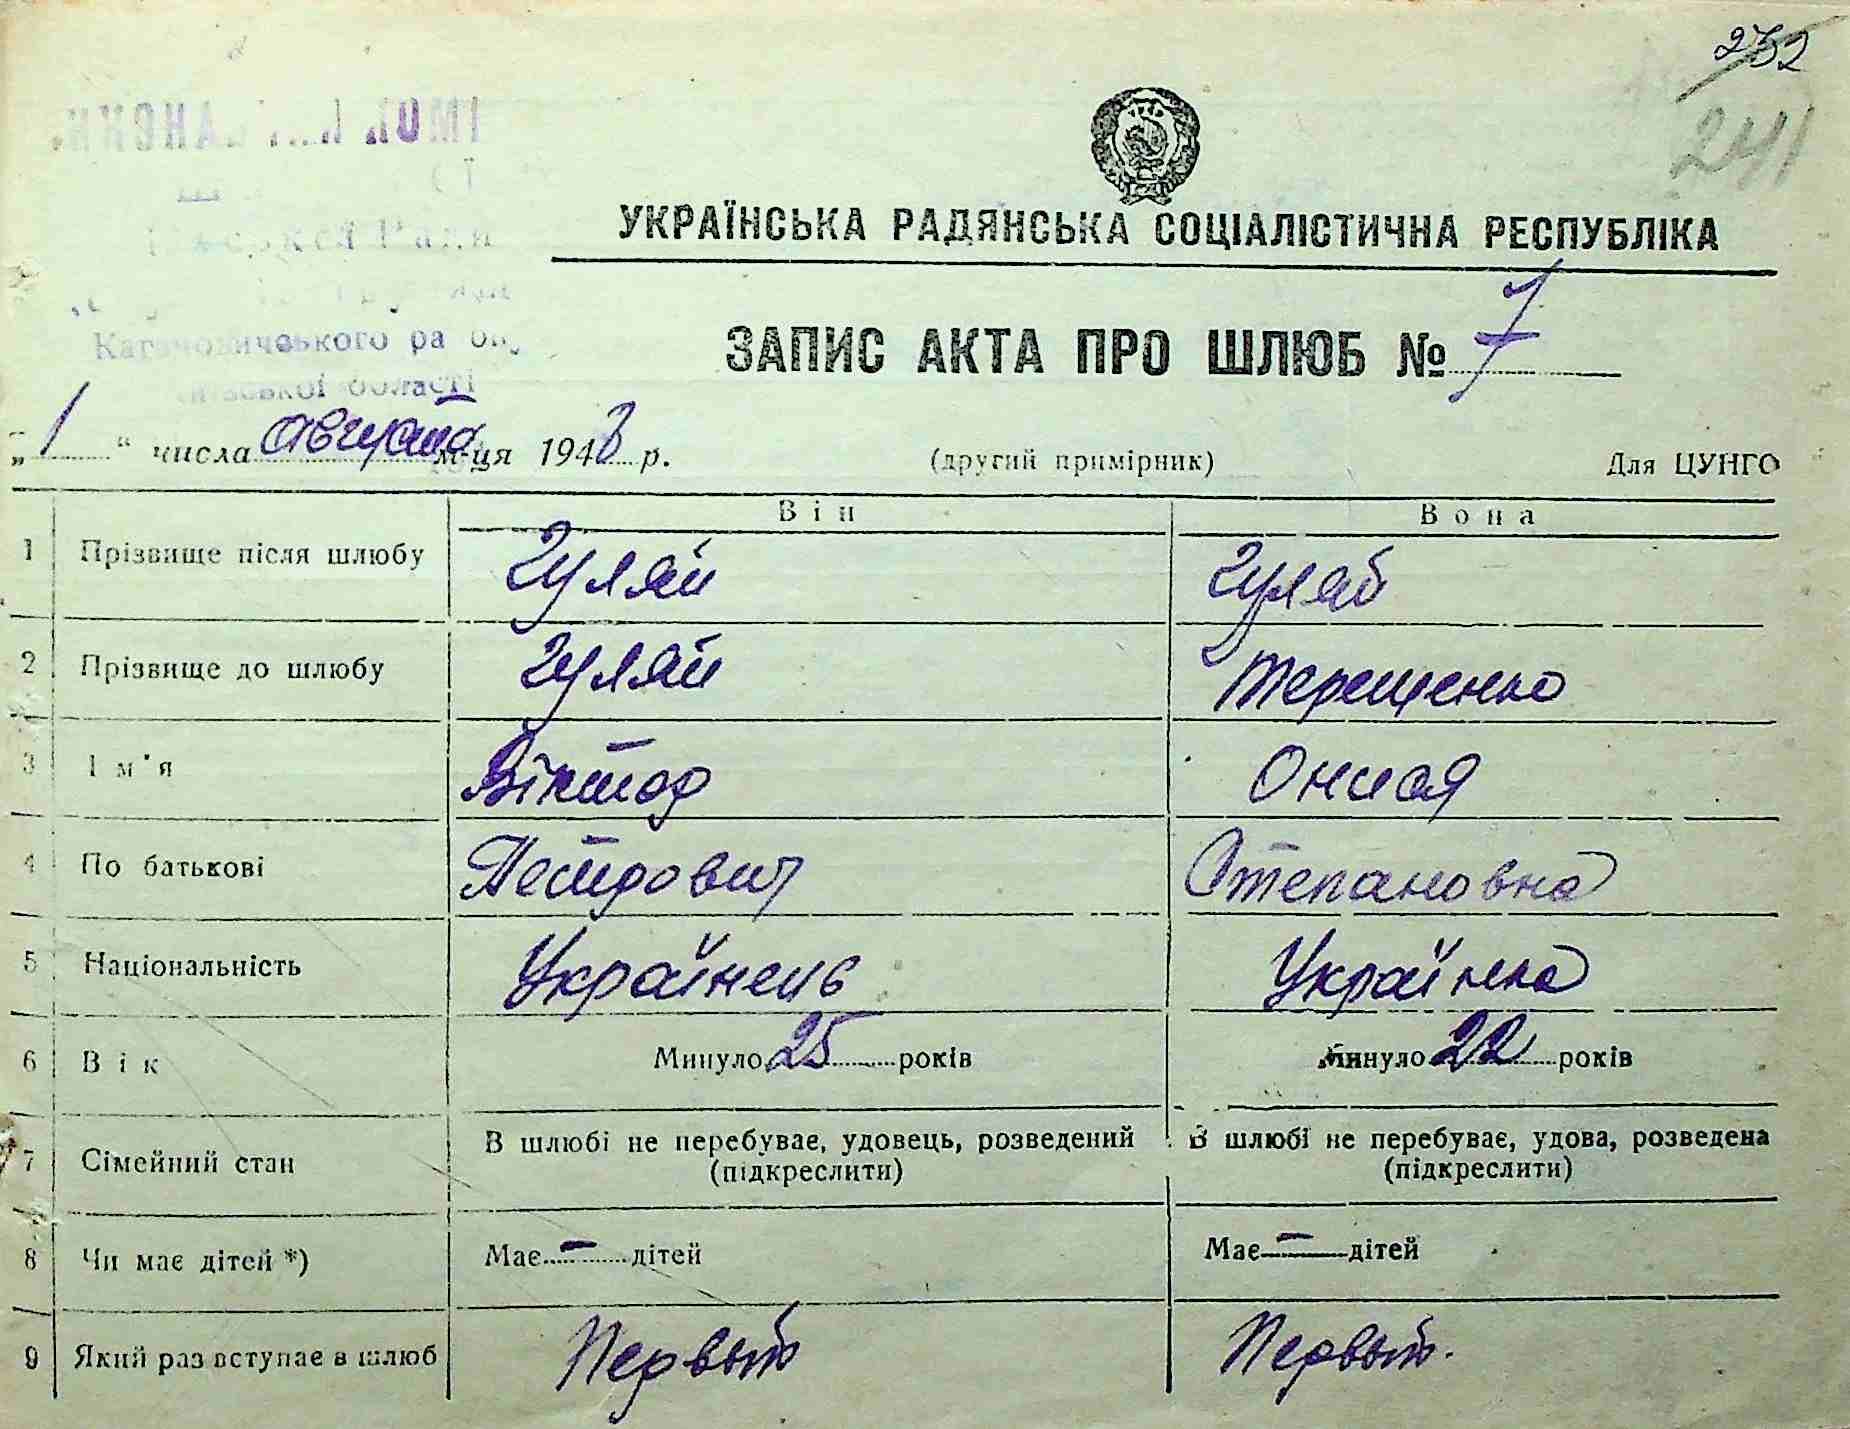 232
241
УКРАЇНСЬКА РАДЯНСЬКА СОЦІАЛІСТИЧНА РЕСПУБЛІКА
ЗАПИС АКТА ПРО ШЛЮБ № 7
області
„1“ числа августа м-ця 1948 р. (другий примірник) Для ЦУНГО
Він Вона
1 Прізвище після шлюбу Гуляй Гуляй
2 Прізвище до шлюбу Гуляй Терещенко
3 Ім'я Віктор Онися
4 По батькові Петрович Степановна
5 Національність Українець Українка
6 Вік Минуло 25 років Минуло 22 років
7 Сімейний стан В шлюбі не перебуває, удовець, розведений (підкреслити) В шлюбі не перебуває, удова, розведена (підкреслити)
8 Чи має дітей *) Має — дітей Має — дітей
9 Який раз вступає в шлюб Первый Первый.